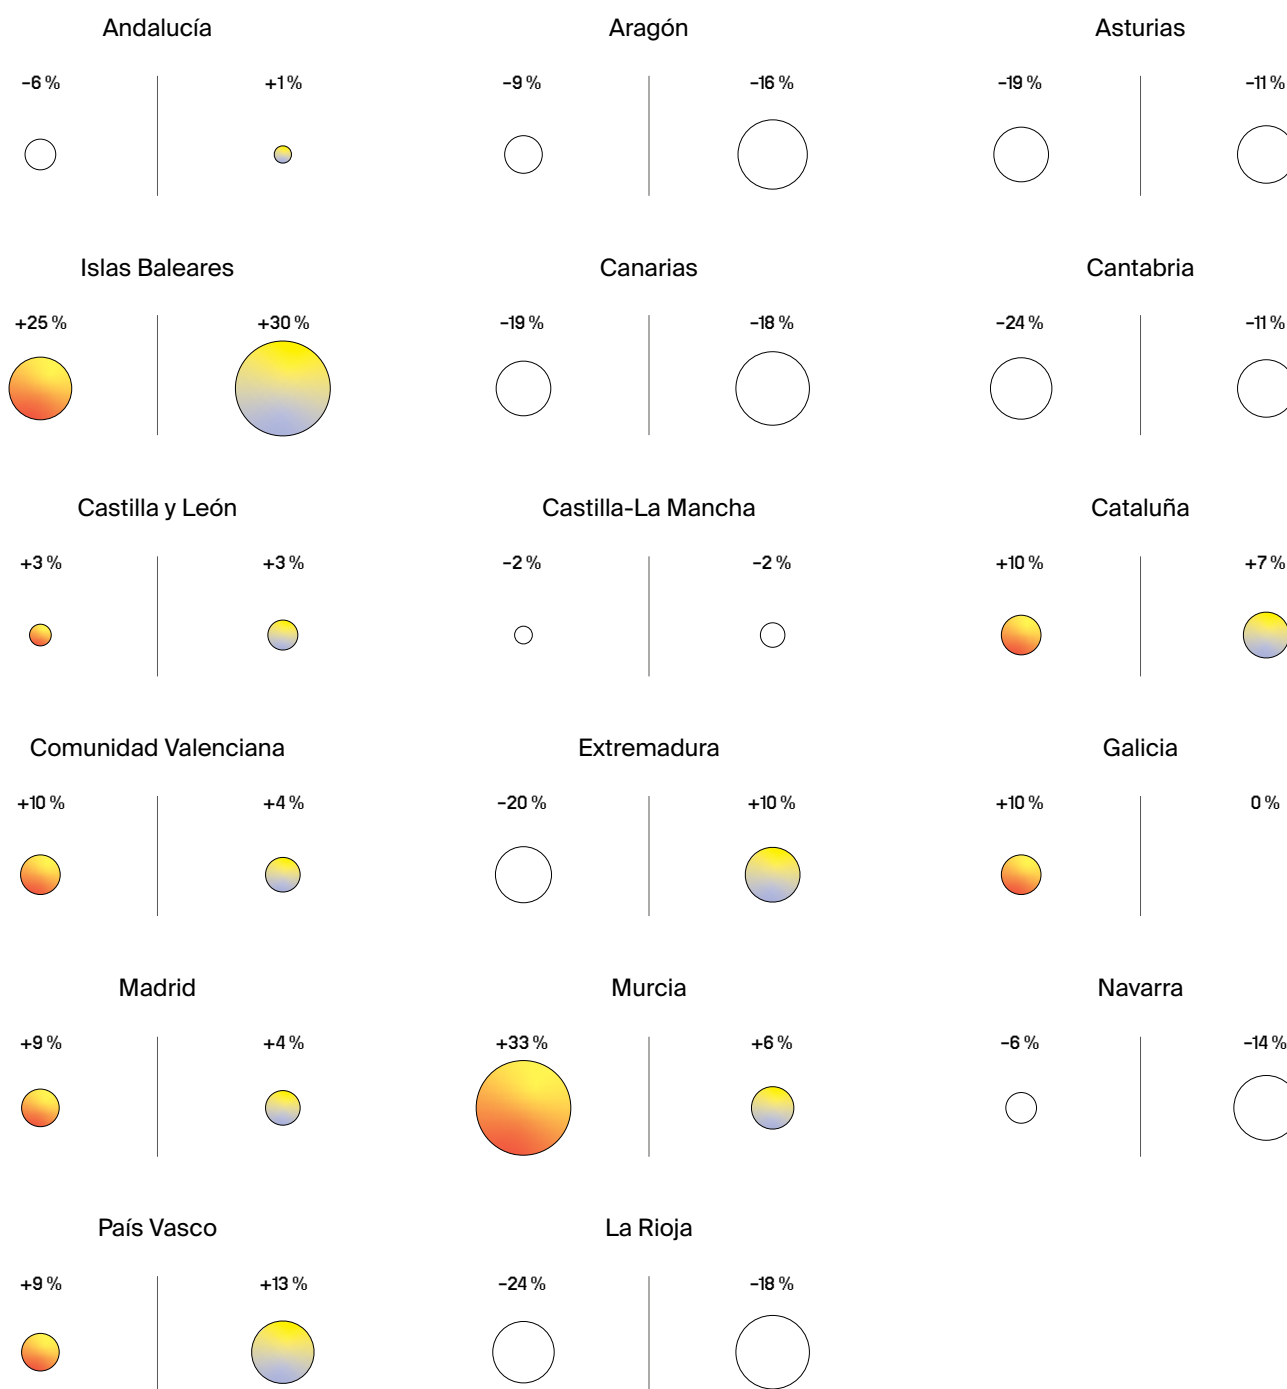 Andalucía
Aragón
Asturias
-6 %
+1 %
-9 %
-16 %
-19 %
-11 %
Islas Baleares
Canarias
Cantabria
+25 %
+30 %
-19 %
-18 %
-24 %
-11 %
Castilla y León
Castilla-La Mancha
Cataluña
+3 %
+3 %
-2 %
-2 %
+10 %
+7 %
Comunidad Valenciana
Extremadura
Galicia
+10 %
+4 %
-20 %
+10 %
+10 %
0 %
Madrid
Murcia
Navarra
+9 %
+4 %
+33 %
+6 %
-6 %
-14 %
País Vasco
La Rioja
+9 %
+13 %
-24 %
-18 %